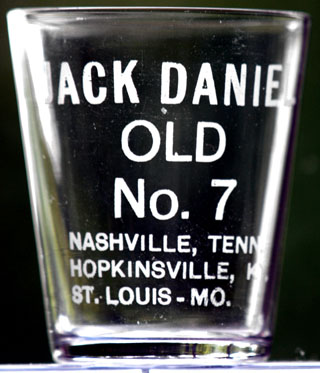 JACK DANIEL
OLD
No. 7
NASHVILLE, TENN
HOPKINSVILLE, K
ST. LOUIS - MO.